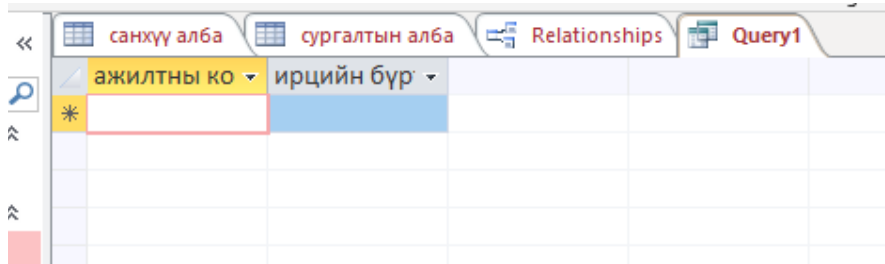 санхүү алба сургалтын алба Relationships Query1
ажилтны ко ирцийн бүр